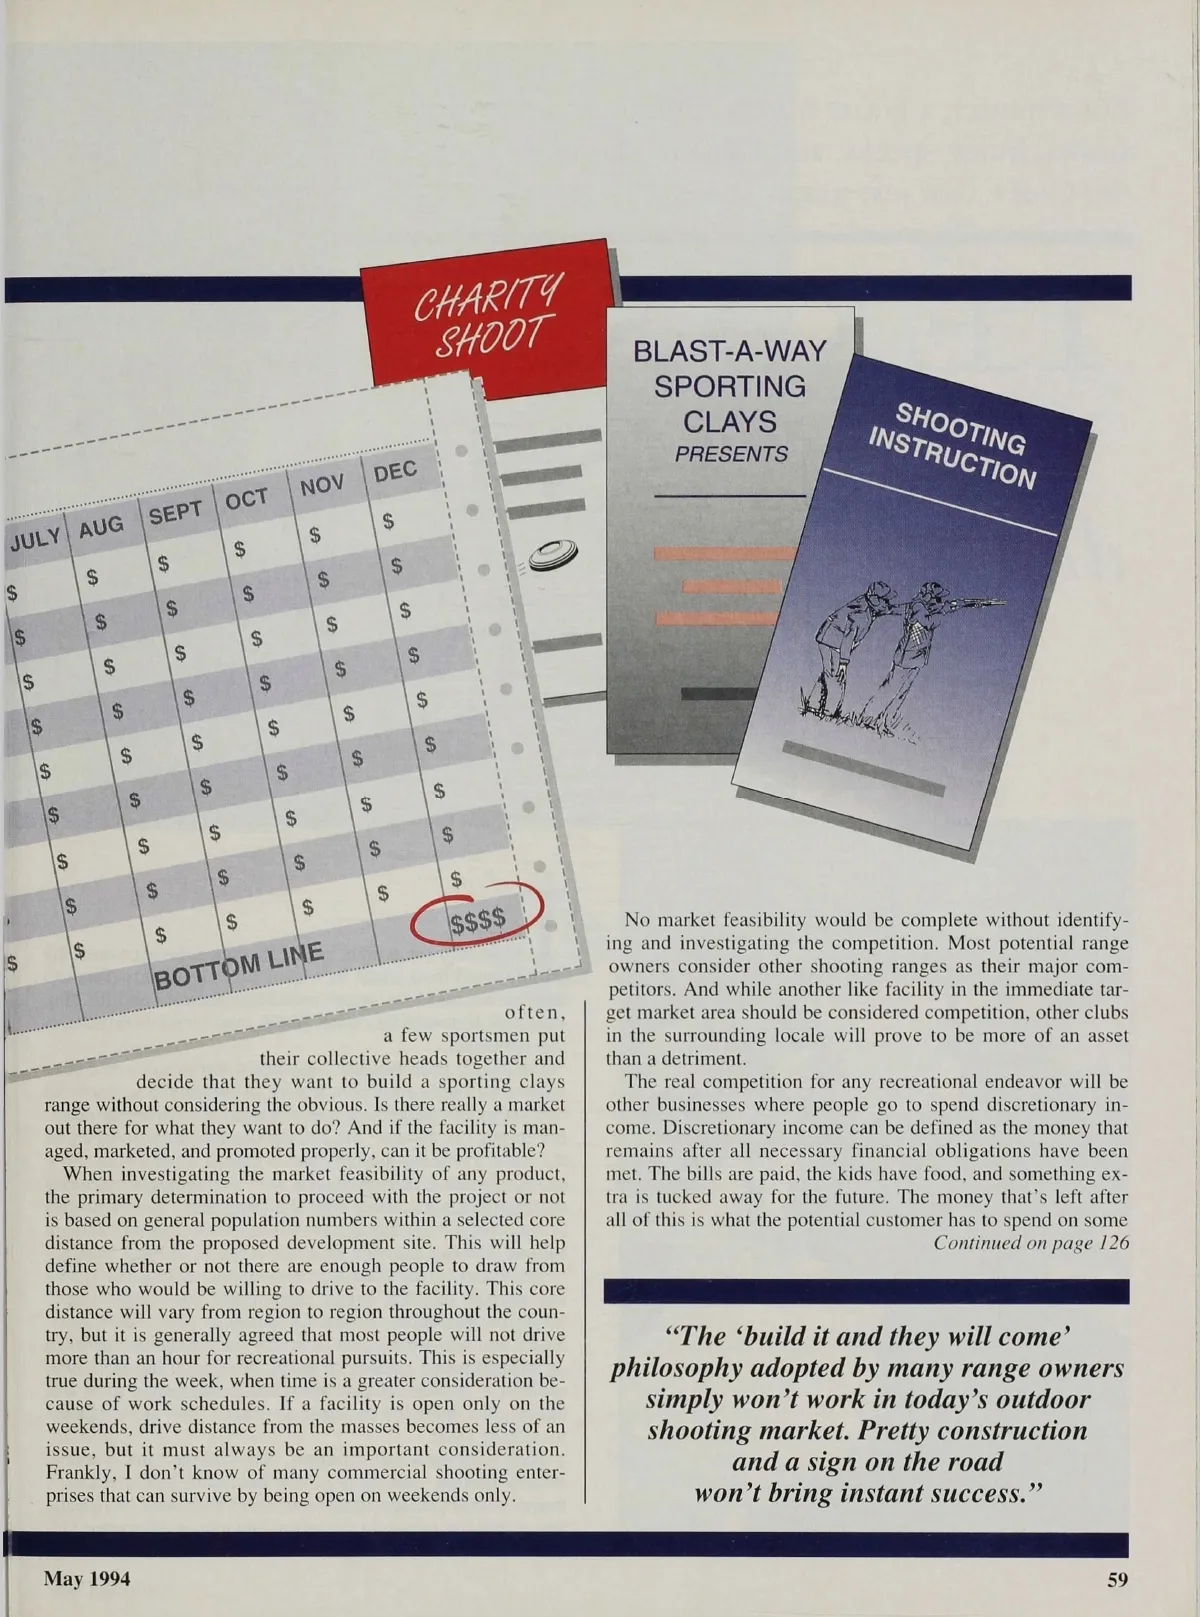 CHARITY
SHOOT
BLAST-A-WAY
SPORTING
CLAYS
PRESENTS
SHOOTING
INSTRUCTION
JULY AUG SEPT OCT NOV DEC
$ $ $ $ $ $
$ $ $ $ $ $
$ $ $ $ $ $
$ $ $ $ $ $
$ $ $ $ $ $
$ $ $ $ $ $
$ $ $ $ $ $
$ $ $ $ $ $
$ $ $ $ $ $
BOTTOM LINE $$$$
often,
a few sportsmen put
their collective heads together and
decide that they want to build a sporting clays
range without considering the obvious. Is there really a market
out there for what they want to do? And if the facility is man-
aged, marketed, and promoted properly, can it be profitable?
When investigating the market feasibility of any product,
the primary determination to proceed with the project or not
is based on general population numbers within a selected core
distance from the proposed development site. This will help
define whether or not there are enough people to draw from
those who would be willing to drive to the facility. This core
distance will vary from region to region throughout the coun-
try, but it is generally agreed that most people will not drive
more than an hour for recreational pursuits. This is especially
true during the week, when time is a greater consideration be-
cause of work schedules. If a facility is open only on the
weekends, drive distance from the masses becomes less of an
issue, but it must always be an important consideration.
Frankly, I don't know of many commercial shooting enter-
prises that can survive by being open on weekends only.
No market feasibility would be complete without identify-
ing and investigating the competition. Most potential range
owners consider other shooting ranges as their major com-
petitors. And while another like facility in the immediate tar-
get market area should be considered competition, other clubs
in the surrounding locale will prove to be more of an asset
than a detriment.
The real competition for any recreational endeavor will be
other businesses where people go to spend discretionary in-
come. Discretionary income can be defined as the money that
remains after all necessary financial obligations have been
met. The bills are paid, the kids have food, and something ex-
tra is tucked away for the future. The money that's left after
all of this is what the potential customer has to spend on some
Continued on page 126
“The ‘build it and they will come’
philosophy adopted by many range owners
simply won’t work in today’s outdoor
shooting market. Pretty construction
and a sign on the road
won’t bring instant success.”
May 1994
59